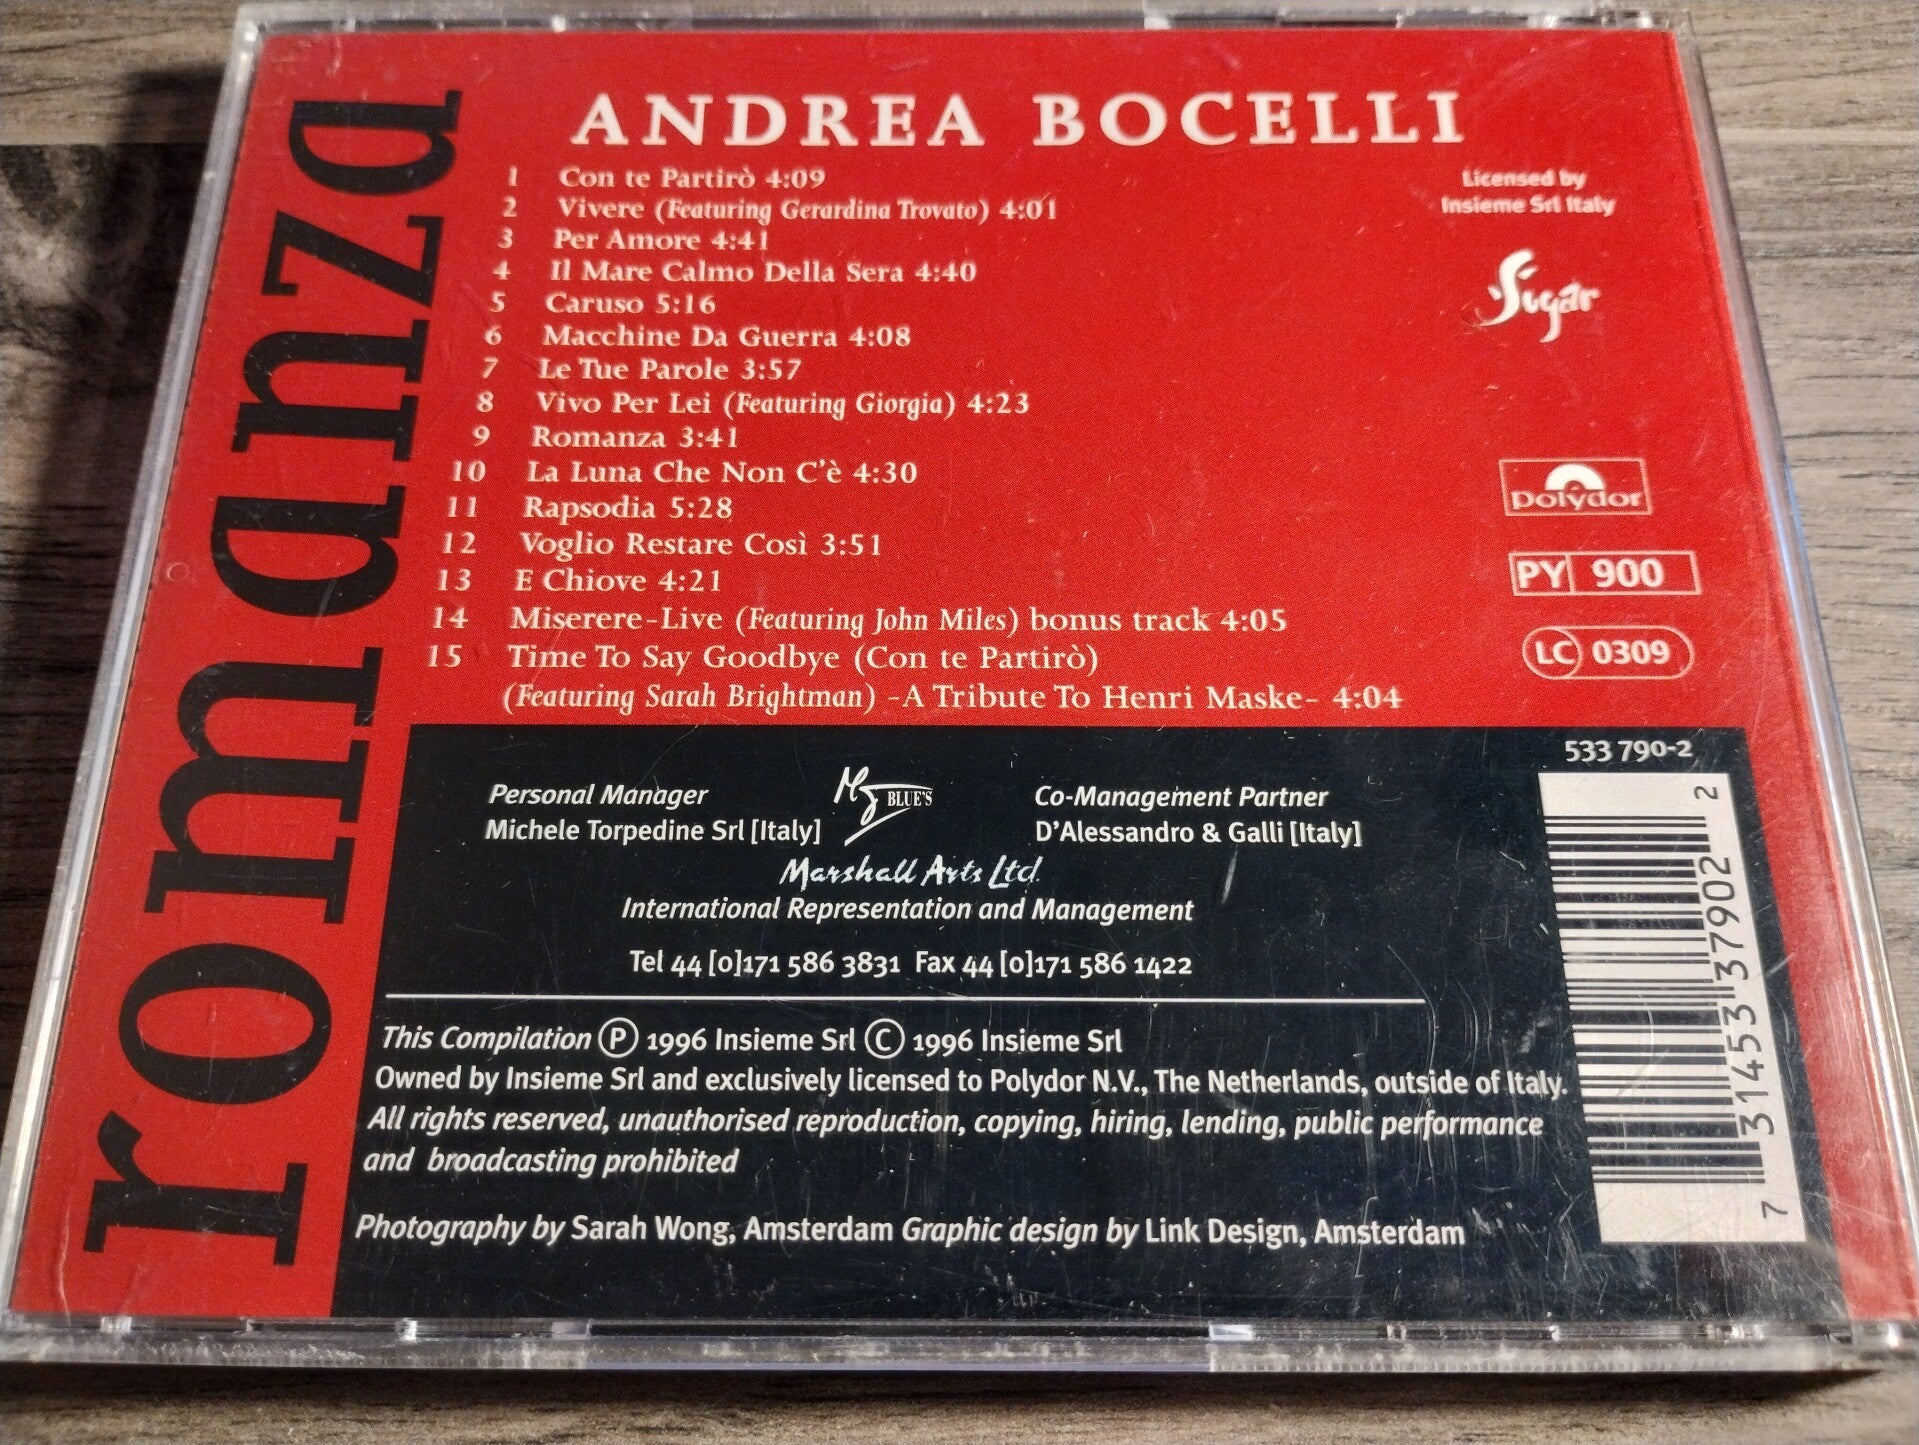 romanza
ANDREA BOCELLI
1 Con te Partirò 4:09
2 Vivere (Featuring Gerardina Trovato) 4:01
3 Per Amore 4:41
4 Il Mare Calmo Della Sera 4:40
5 Caruso 5:16
6 Macchine Da Guerra 4:08
7 Le Tue Parole 3:57
8 Vivo Per Lei (Featuring Giorgia) 4:23
9 Romanza 3:41
10 La Luna Che Non C'è 4:30
11 Rapsodia 5:28
12 Voglio Restare Così 3:51
13 E Chiove 4:21
14 Miserere-Live (Featuring John Miles) bonus track 4:05
15 Time To Say Goodbye (Con te Partirò)
(Featuring Sarah Brightman) -A Tribute To Henri Maske- 4:04
Licensed by
Insieme Srl Italy
Sugar
polydor
PY 900
LC 0309
533 790-2
Personal Manager
Michele Torpedine Srl [Italy]
BLUE'S
Co-Management Partner
D'Alessandro & Galli [Italy]
Marshall Arts Ltd.
International Representation and Management
Tel 44 [0]171 586 3831 Fax 44 [0]171 586 1422
This Compilation Ⓟ 1996 Insieme Srl © 1996 Insieme Srl
Owned by Insieme Srl and exclusively licensed to Polydor N.V., The Netherlands, outside of Italy.
All rights reserved, unauthorised reproduction, copying, hiring, lending, public performance
and broadcasting prohibited
Photography by Sarah Wong, Amsterdam Graphic design by Link Design, Amsterdam
7 31453 37902 2